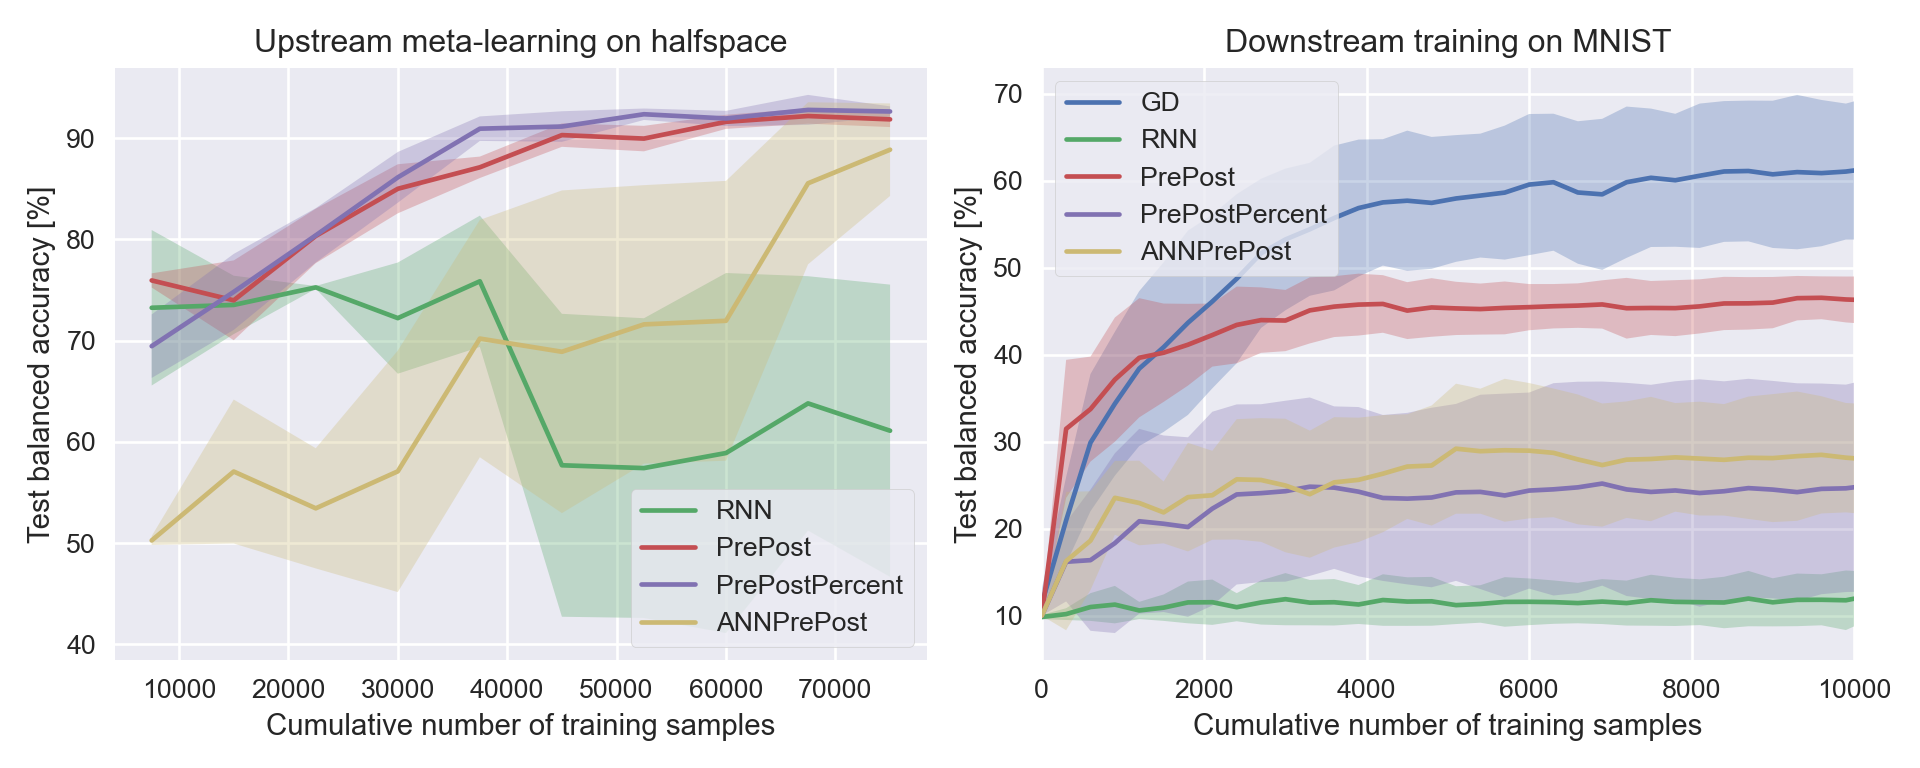 Upstream meta-learning on halfspace
Test balanced accuracy [%]
90
80
70
60
50
40
RNN
PrePost
PrePostPercent
ANNPrePost
10000 20000 30000 40000 50000 60000 70000
Cumulative number of training samples
Downstream training on MNIST
Test balanced accuracy [%]
70
60
50
40
30
20
10
GD
RNN
PrePost
PrePostPercent
ANNPrePost
0 2000 4000 6000 8000 10000
Cumulative number of training samples